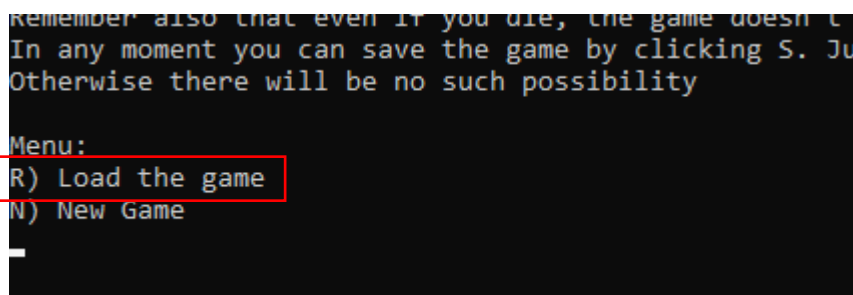 Remember also that even if you die, the game doesn't
In any moment you can save the game by clicking S. Ju
Otherwise there will be no such possibility
Menu:
R) Load the game
N) New Game